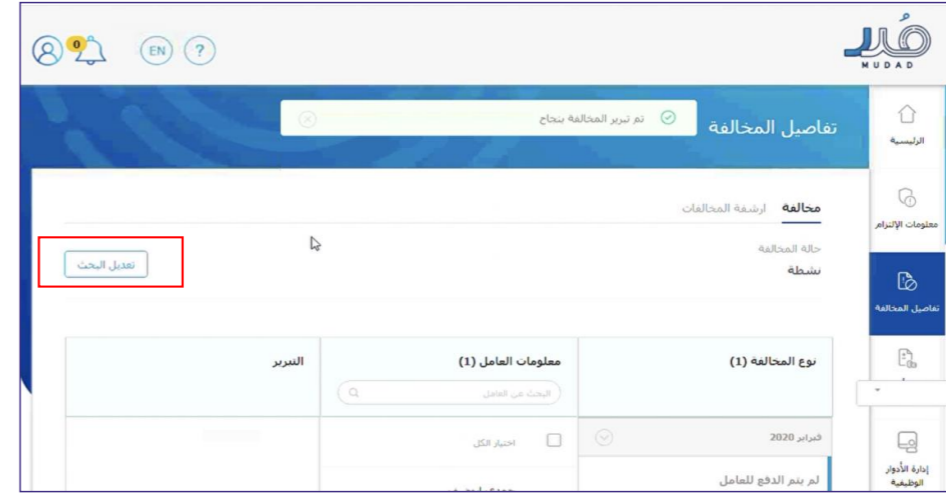 مُدد
MUDAD
?
EN
0
تفاصيل المخالفة
تم تبرير المخالفة بنجاح
الرئيسية
معلومات الإلتزام
تفاصيل المخالفة
إدارة الأدوار
الوظيفية
مخالفة
ارشفة المخالفات
حالة المخالفة
نشطة
تعديل البحث
نوع المخالفة (1)
معلومات العامل (1)
التبرير
البحث عن العامل
فبراير 2020
اختيار الكل
لم يتم الدفع للعامل